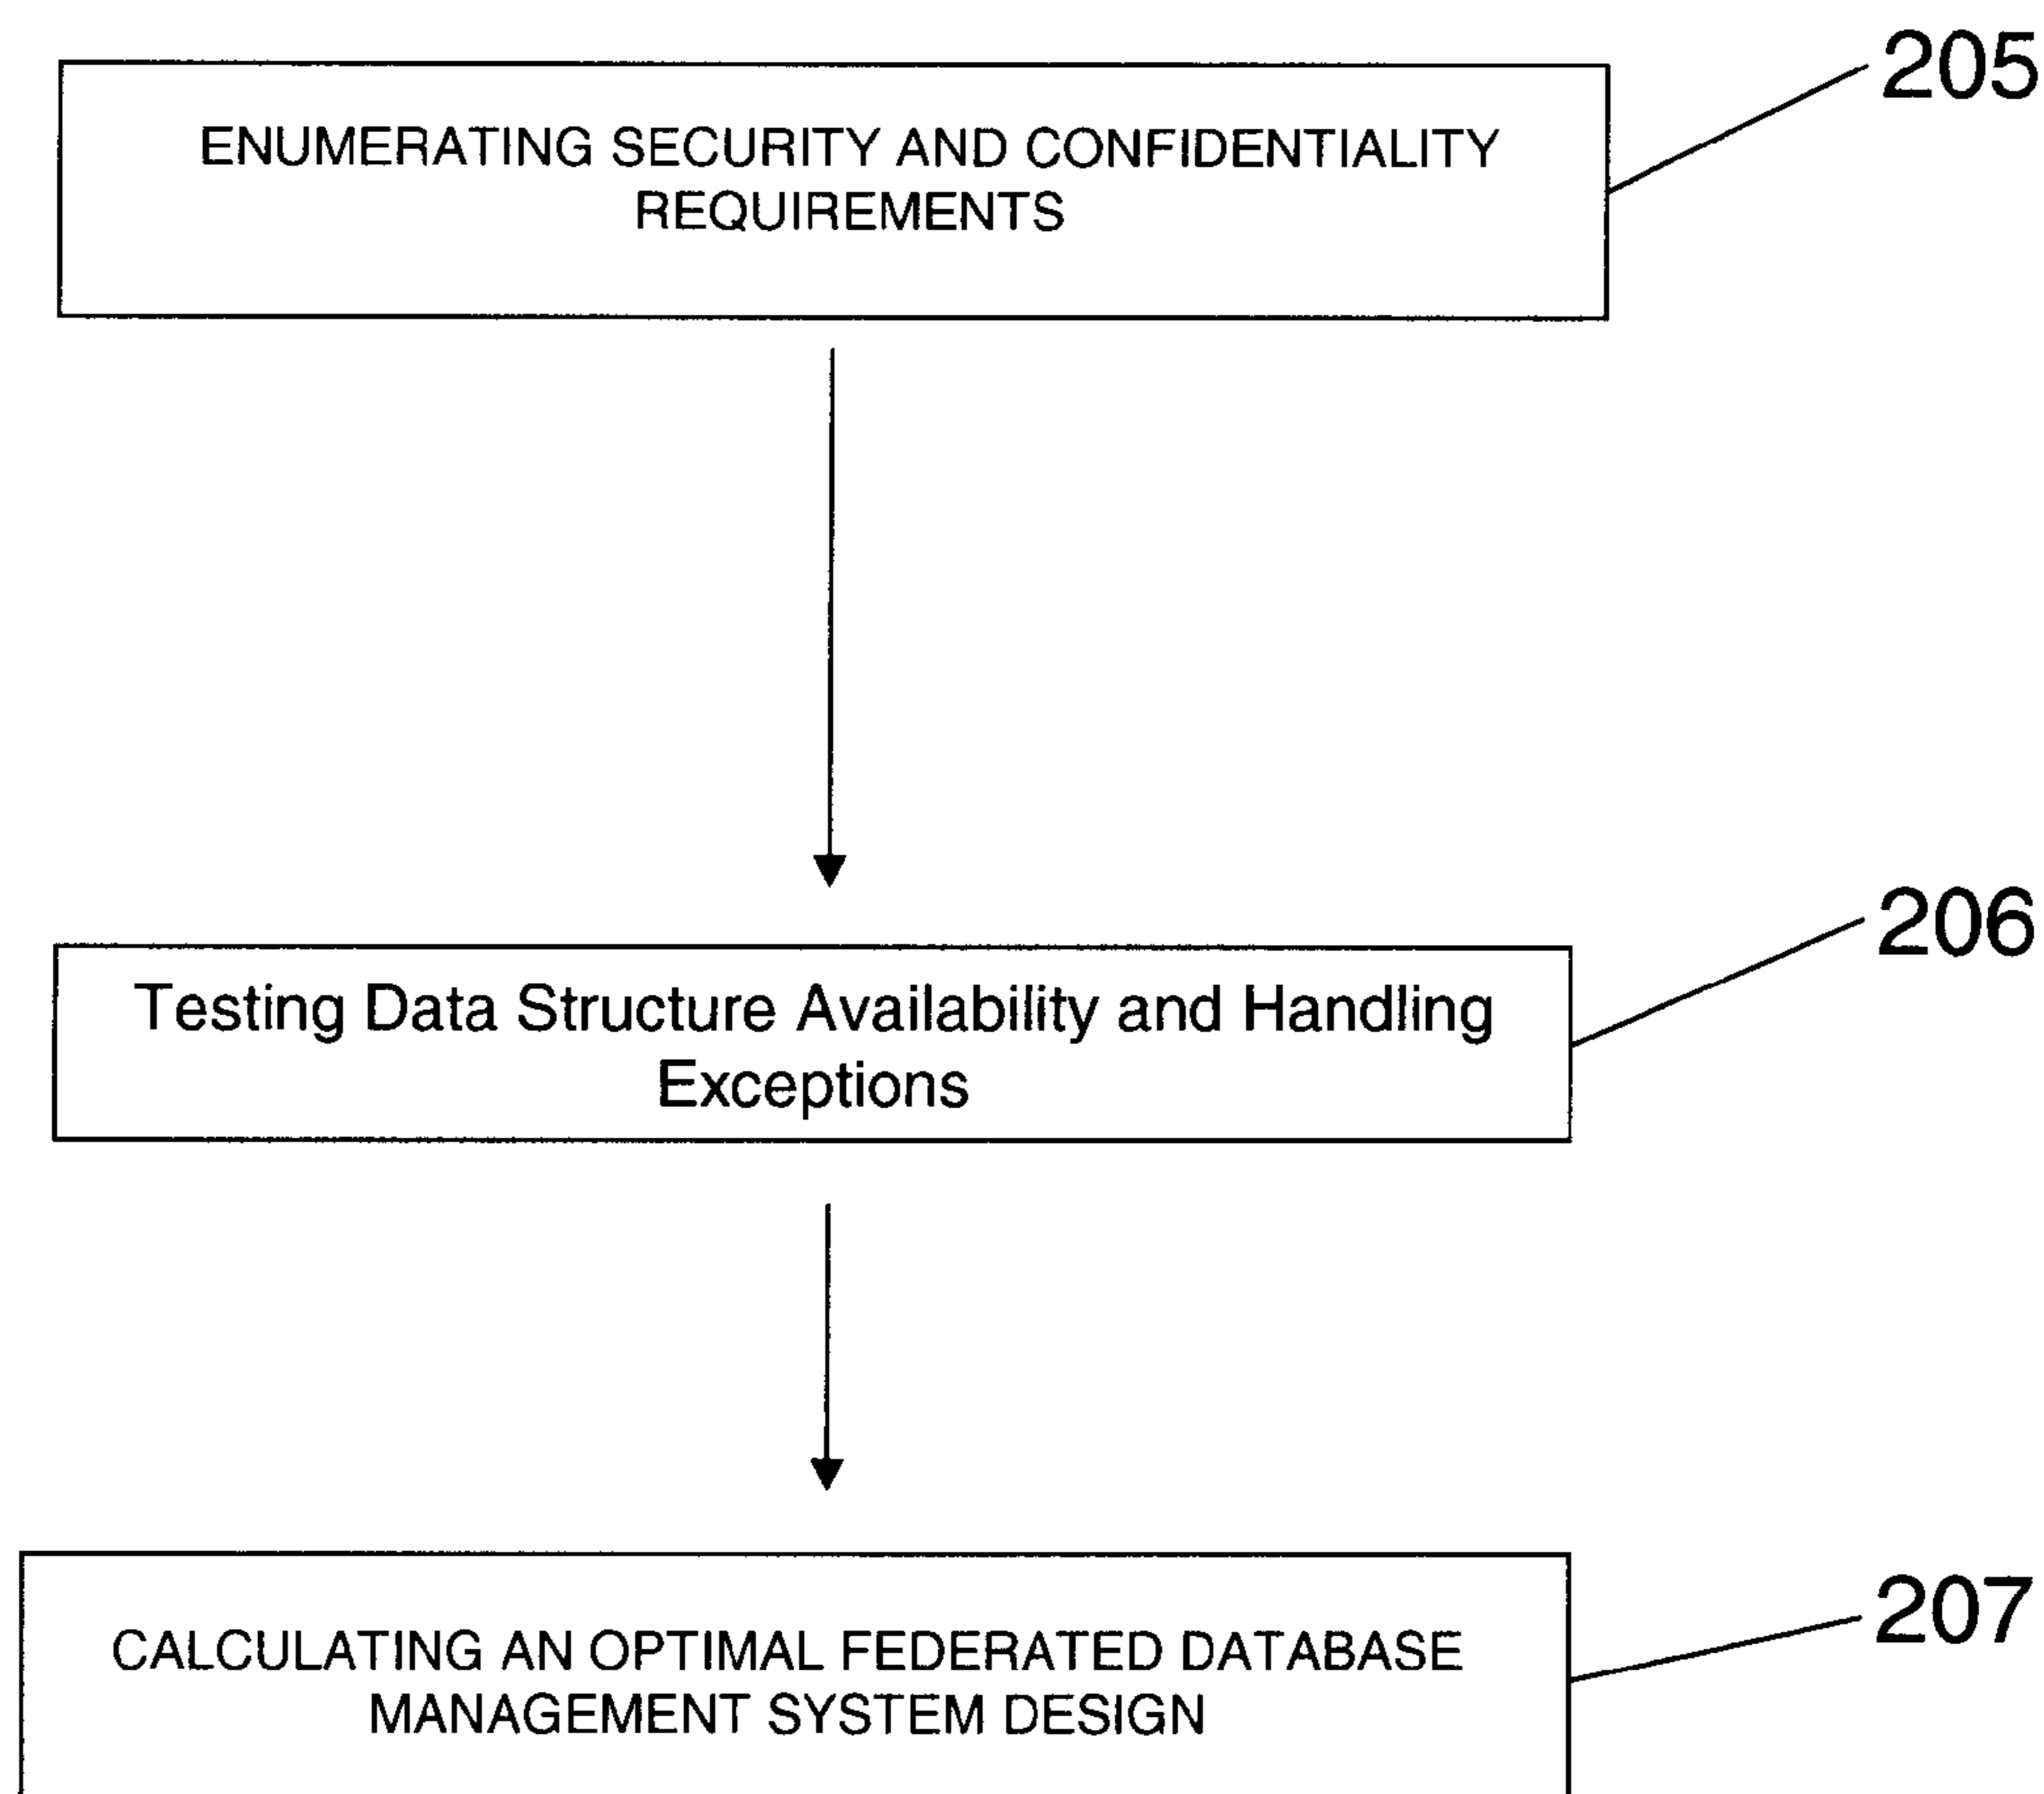 205
ENUMERATING SECURITY AND CONFIDENTIALITY
REQUIREMENTS
206
Testing Data Structure Availability and Handling
Exceptions
207
CALCULATING AN OPTIMAL FEDERATED DATABASE
MANAGEMENT SYSTEM DESIGN